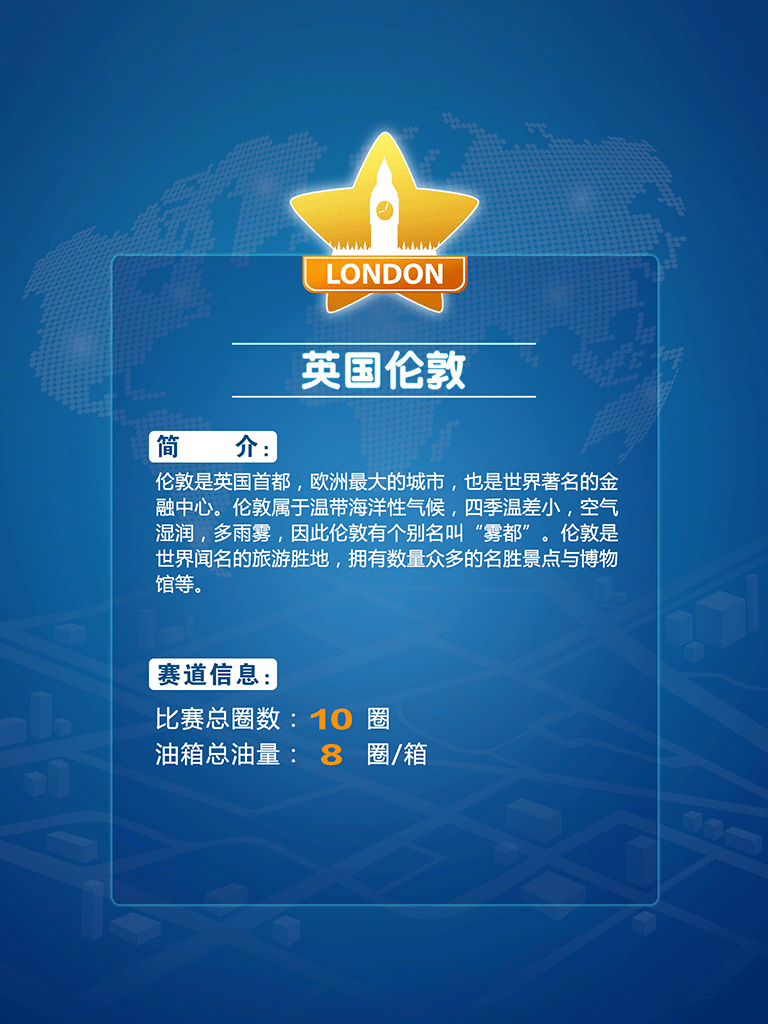 LONDON
英国伦敦
简 介:
伦敦是英国首都，欧洲最大的城市，也是世界著名的金
融中心。伦敦属于温带海洋性气候，四季温差小，空气
湿润，多雨雾，因此伦敦有个别名叫“雾都”。伦敦是
世界闻名的旅游胜地，拥有数量众多的名胜景点与博物
馆等。
赛道信息:
比赛总圈数：10 圈
油箱总油量：8 圈/箱